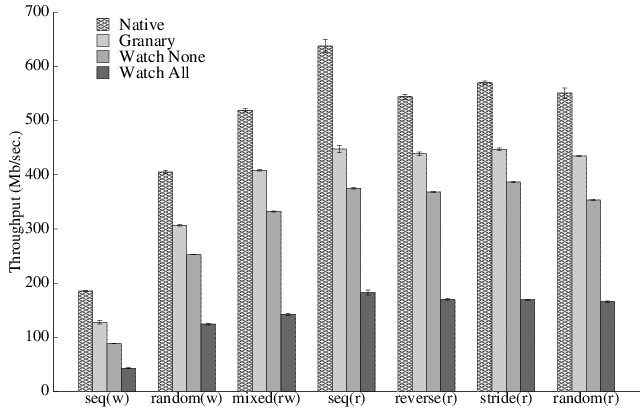 700
600
500
400
300
200
100
0
Throughput (Mb/sec.)
Native
Granary
Watch None
Watch All
seq(w) random(w) mixed(rw) seq(r) reverse(r) stride(r) random(r)